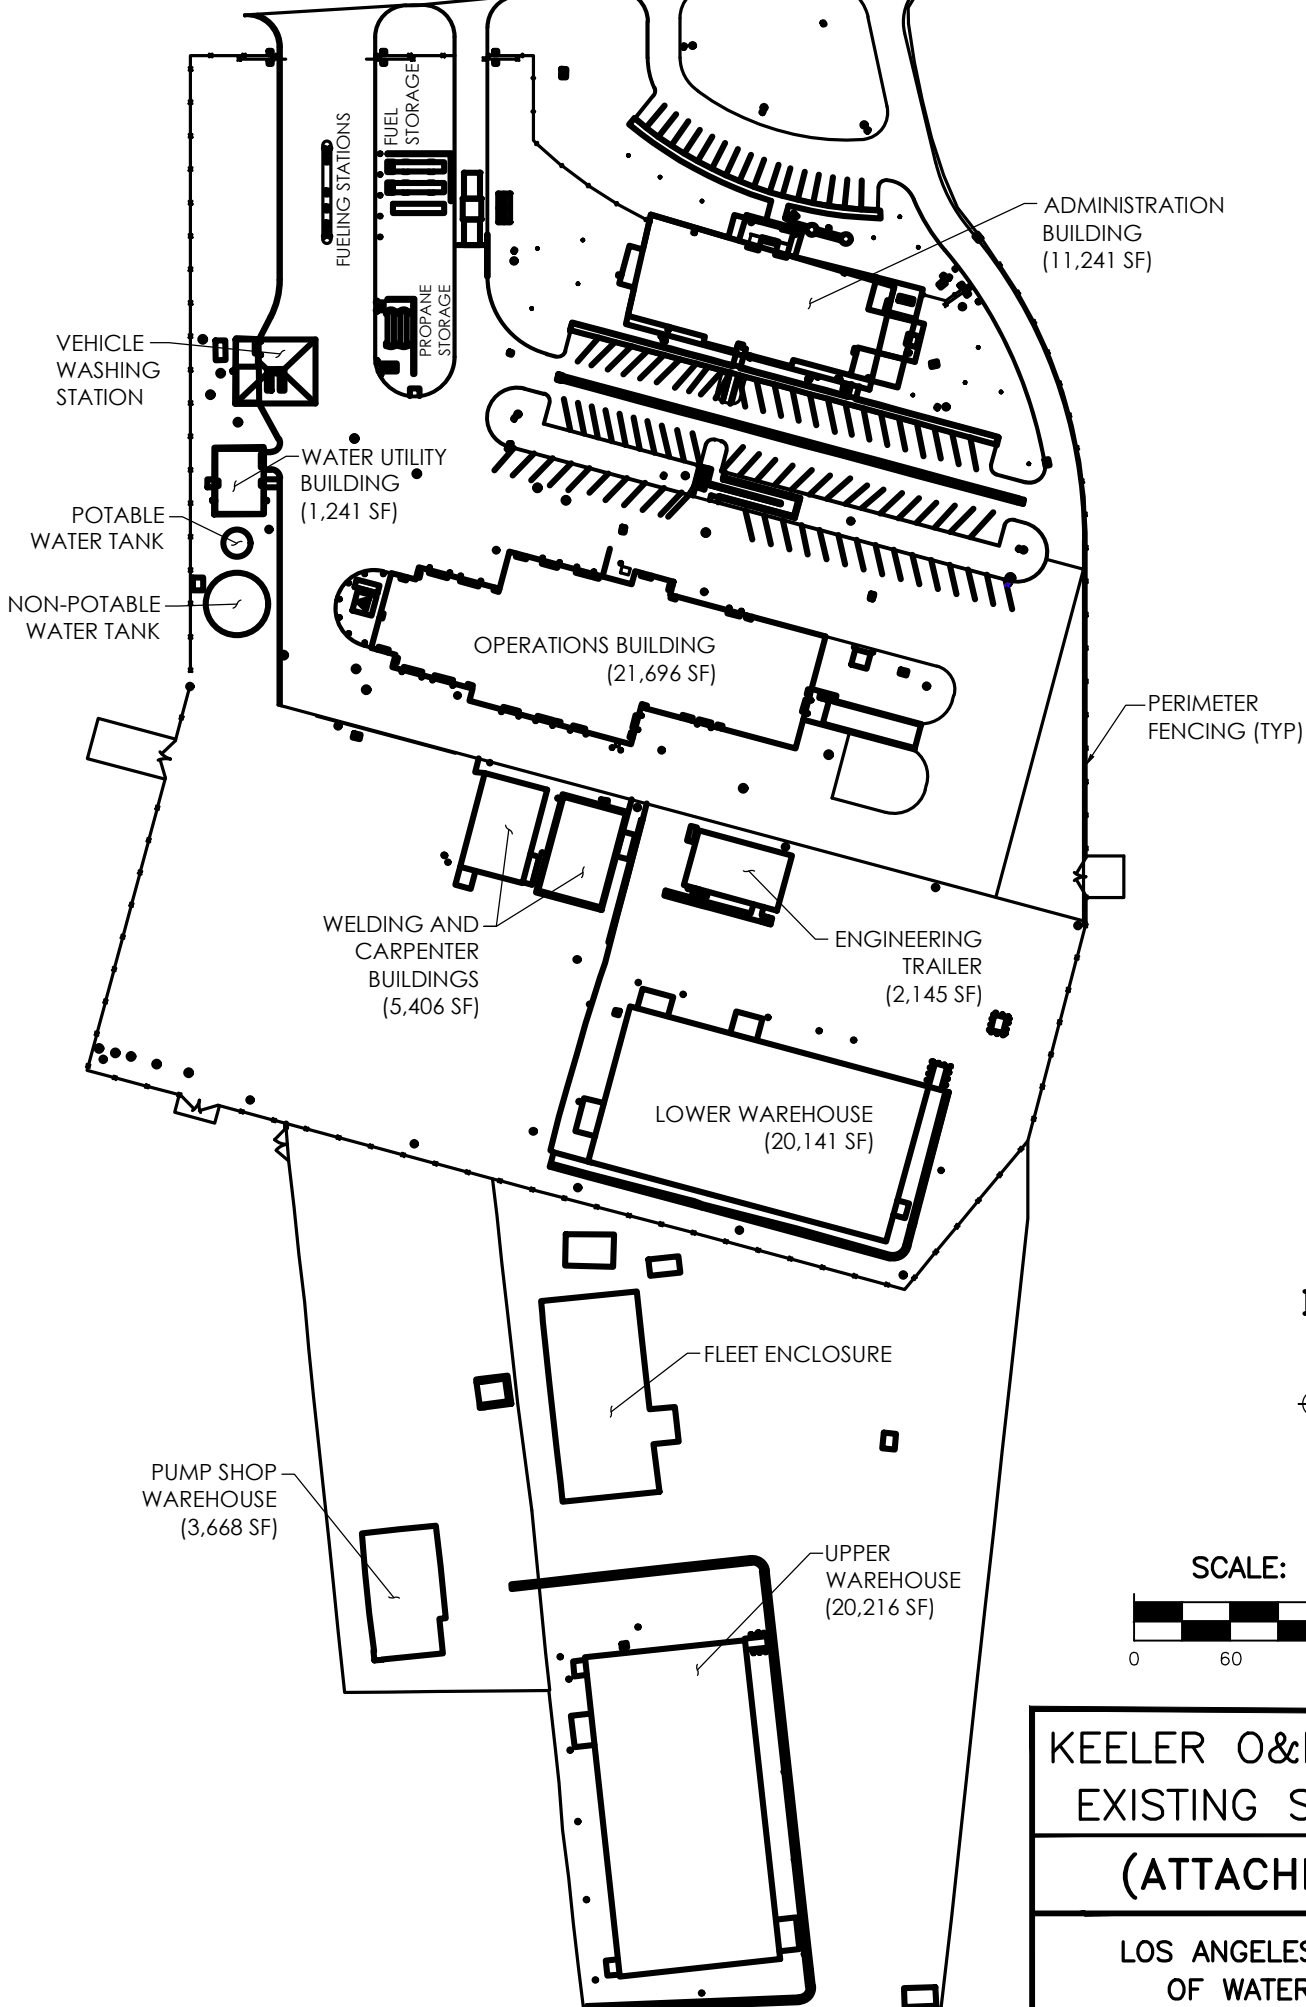 FUEL
STORAGE
FUELING STATIONS
PROPANE
STORAGE
ADMINISTRATION
BUILDING
(11,241 SF)
VEHICLE
WASHING
STATION
WATER UTILITY
BUILDING
(1,241 SF)
POTABLE
WATER TANK
NON-POTABLE
WATER TANK
OPERATIONS BUILDING
(21,696 SF)
PERIMETER
FENCING (TYP)
WELDING AND
CARPENTER
BUILDINGS
(5,406 SF)
ENGINEERING
TRAILER
(2,145 SF)
LOWER WAREHOUSE
(20,141 SF)
FLEET ENCLOSURE
PUMP SHOP
WAREHOUSE
(3,668 SF)
UPPER
WAREHOUSE
(20,216 SF)
SCALE:
0 60
KEELER O&
EXISTING S
(ATTACH
LOS ANGELES
OF WATER